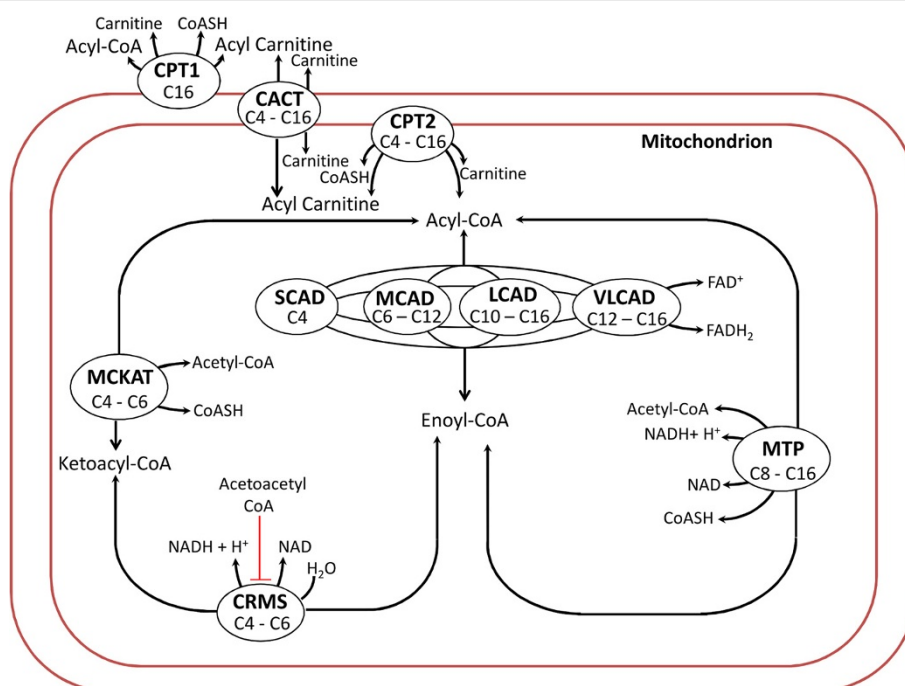 Carnitine
CoASH
Acyl-CoA
Acyl Carnitine
CPT1
C16
Carnitine
CACT
C4 - C16
CPT2
C4 - C16
Mitochondrion
Carnitine
CoASH
Carnitine
Acyl Carnitine
Acyl-CoA
SCAD
C4
MCAD
C6 – C12
LCAD
C10 – C16
VLCAD
C12 – C16
FAD⁺
FADH₂
MCKAT
C4 - C6
Acetyl-CoA
CoASH
Enoyl-CoA
Acetyl-CoA
NADH+ H⁺
MTP
C8 - C16
NAD
CoASH
Ketoacyl-CoA
Acetoacetyl
CoA
NADH + H⁺
NAD
H₂O
CRMS
C4 - C6